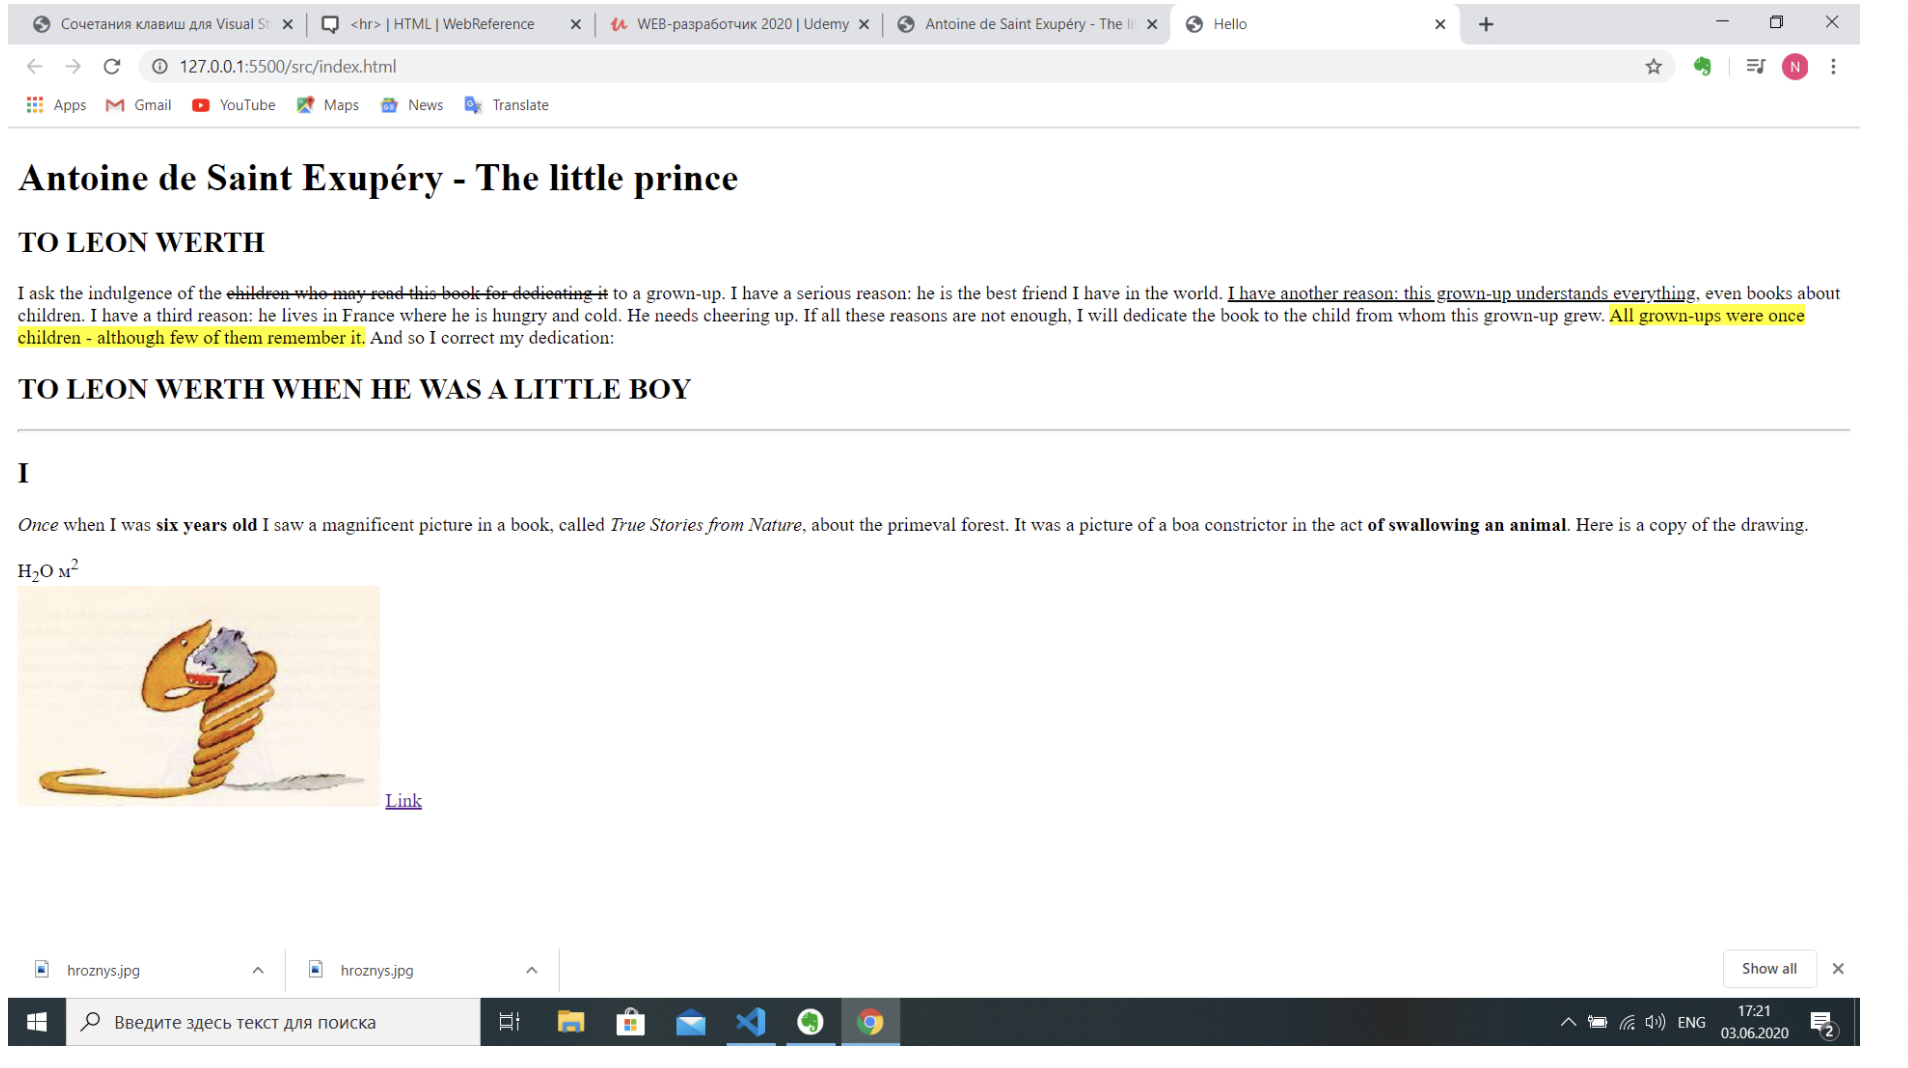 Сочетания клавиш для Visual St
<hr> | HTML | WebReference
WEB-разработчик 2020 | Udemy
Antoine de Saint Exupéry - The li
Hello
127.0.0.1:5500/src/index.html
N
Apps
Gmail
YouTube
Maps
News
Translate
Antoine de Saint Exupéry - The little prince
TO LEON WERTH
I ask the indulgence of the children who may read this book for dedicating it to a grown-up. I have a serious reason: he is the best friend I have in the world. I have another reason: this grown-up understands everything, even books about
children. I have a third reason: he lives in France where he is hungry and cold. He needs cheering up. If all these reasons are not enough, I will dedicate the book to the child from whom this grown-up grew. All grown-ups were once
children - although few of them remember it. And so I correct my dedication:
TO LEON WERTH WHEN HE WAS A LITTLE BOY
I
Once when I was six years old I saw a magnificent picture in a book, called True Stories from Nature, about the primeval forest. It was a picture of a boa constrictor in the act of swallowing an animal. Here is a copy of the drawing.
H₂O м²
Link
hroznys.jpg
hroznys.jpg
Show all
Введите здесь текст для поиска
ENG
17:21
03.06.2020
2